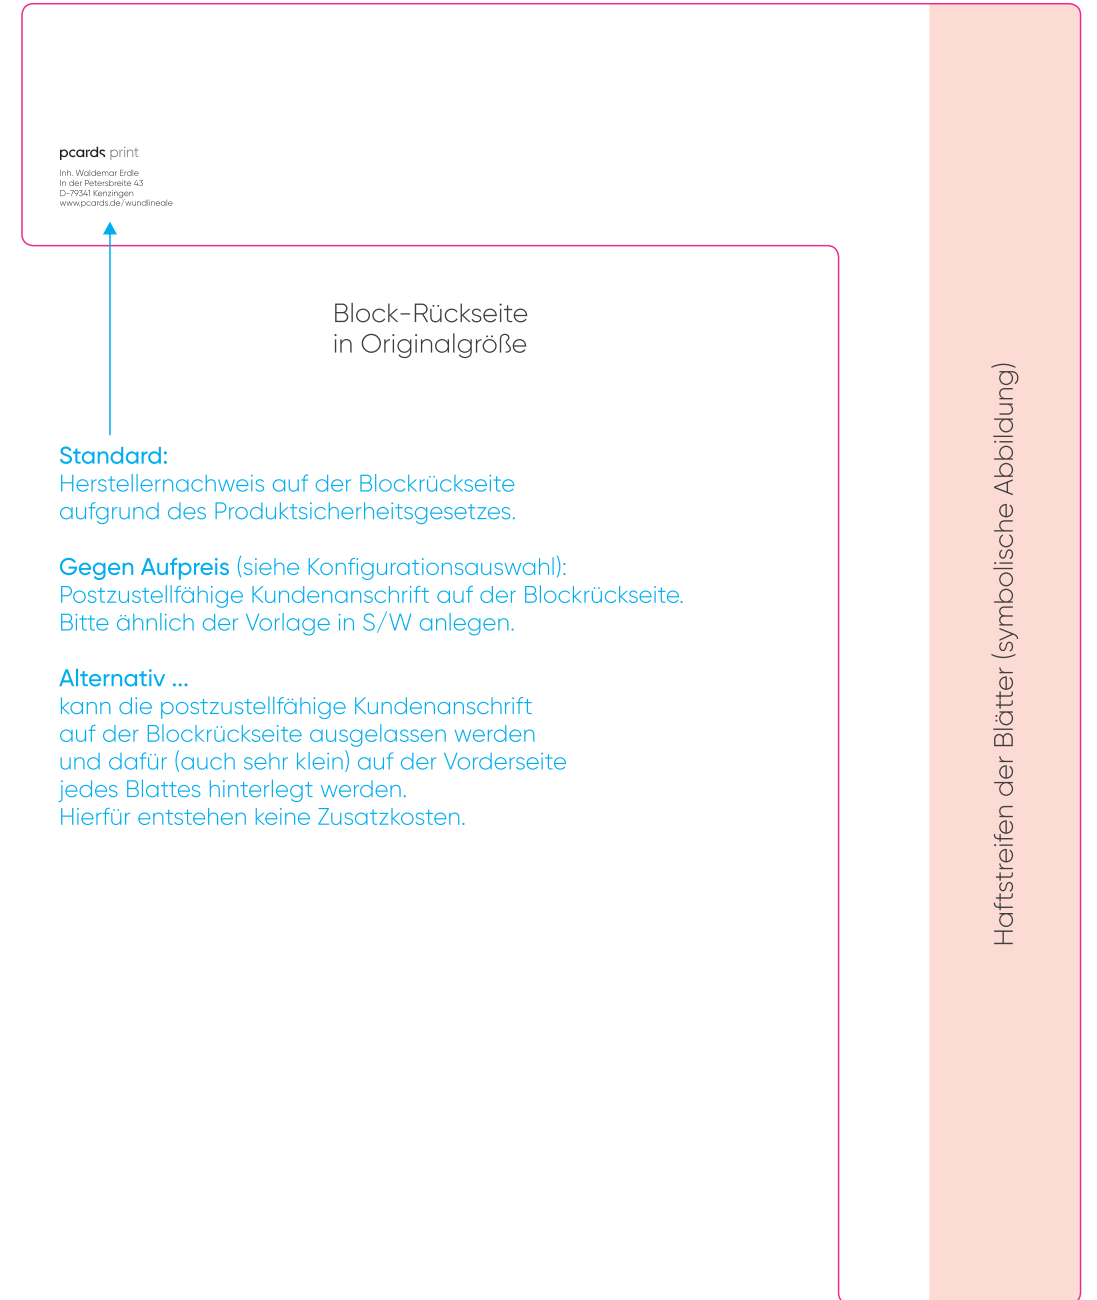 pcards print
Inh. Waldemar Erdle
In der Petersbreite 43
D-79341 Kenzingen
www.pcards.de/wundlineale
Block-Rückseite
in Originalgröße
Standard:
Herstellernachweis auf der Blockrückseite
aufgrund des Produktsicherheitsgesetzes.
Gegen Aufpreis (siehe Konfigurationsauswahl):
Postzustellfähige Kundenanschrift auf der Blockrückseite.
Bitte ähnlich der Vorlage in S/W anlegen.
Alternativ ...
kann die postzustellfähige Kundenanschrift
auf der Blockrückseite ausgelassen werden
und dafür (auch sehr klein) auf der Vorderseite
jedes Blattes hinterlegt werden.
Hierfür entstehen keine Zusatzkosten.
Haftstreifen der Blätter (symbolische Abbildung)